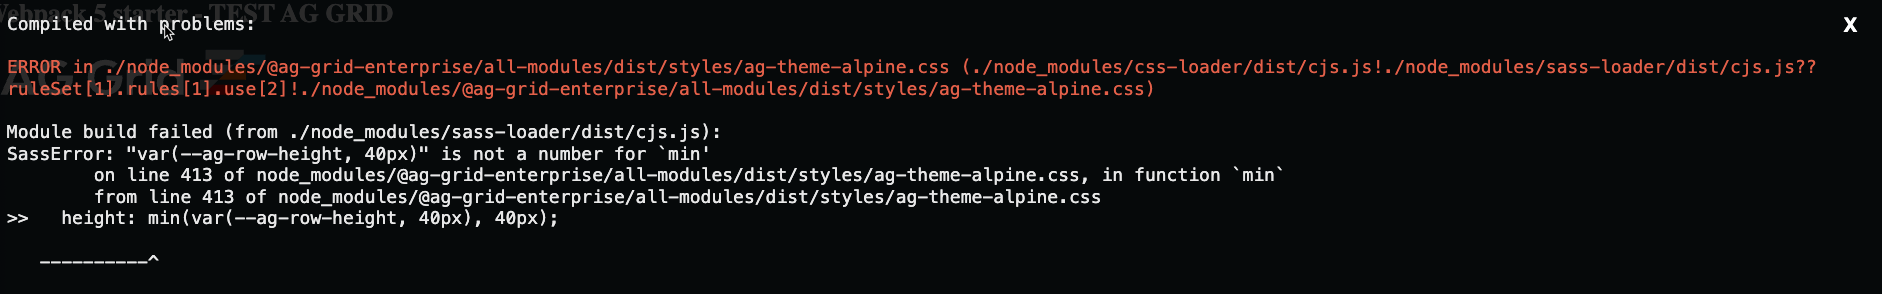 Webpack 5 starter - TEST AG GRID
Compiled with problems:
X
AG Grid
ERROR in ./node_modules/@ag-grid-enterprise/all-modules/dist/styles/ag-theme-alpine.css (./node_modules/css-loader/dist/cjs.js!./node_modules/sass-loader/dist/cjs.js??
ruleSet[1].rules[1].use[2]!./node_modules/@ag-grid-enterprise/all-modules/dist/styles/ag-theme-alpine.css)
Module build failed (from ./node_modules/sass-loader/dist/cjs.js):
SassError: "var(--ag-row-height, 40px)" is not a number for `min'
        on line 413 of node_modules/@ag-grid-enterprise/all-modules/dist/styles/ag-theme-alpine.css, in function `min`
        from line 413 of node_modules/@ag-grid-enterprise/all-modules/dist/styles/ag-theme-alpine.css
>>   height: min(var(--ag-row-height, 40px), 40px);
   ----------^